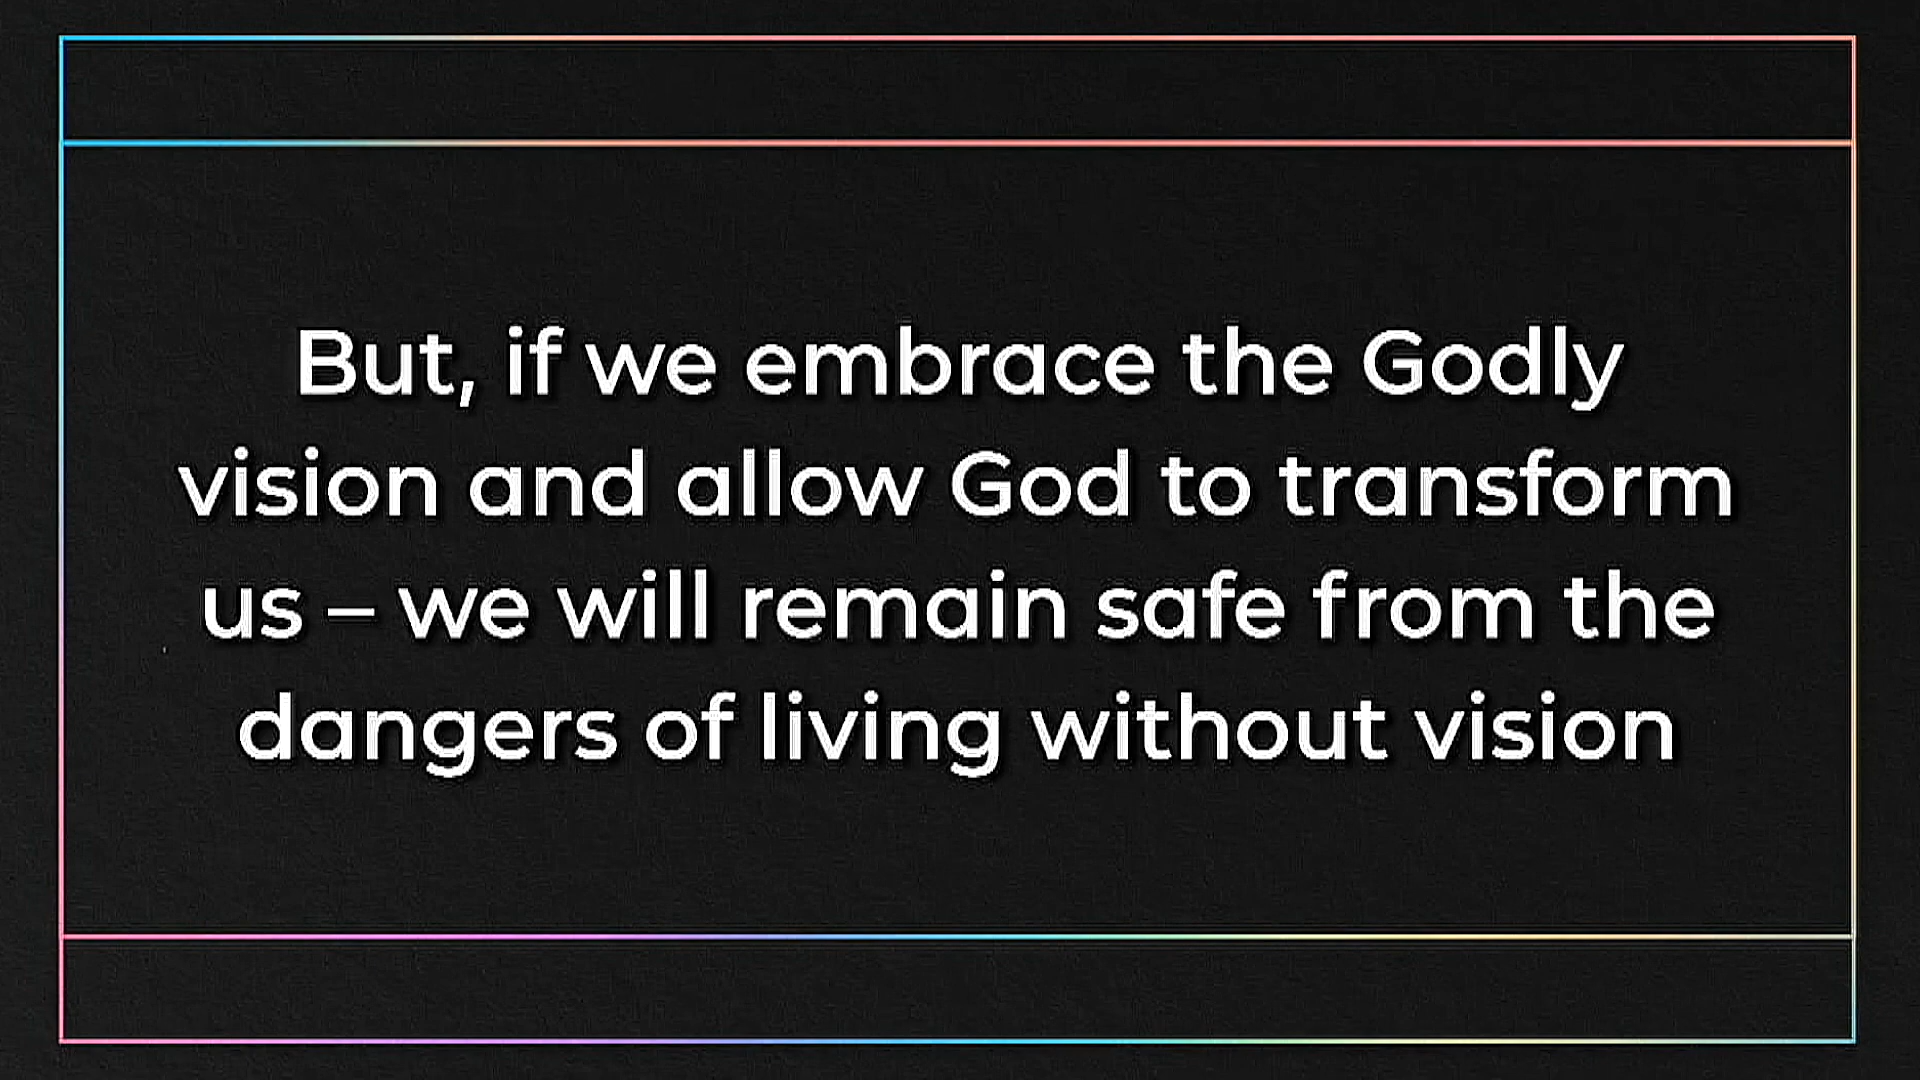 But, if we embrace the Godly
vision and allow God to transform
us – we will remain safe from the
dangers of living without vision